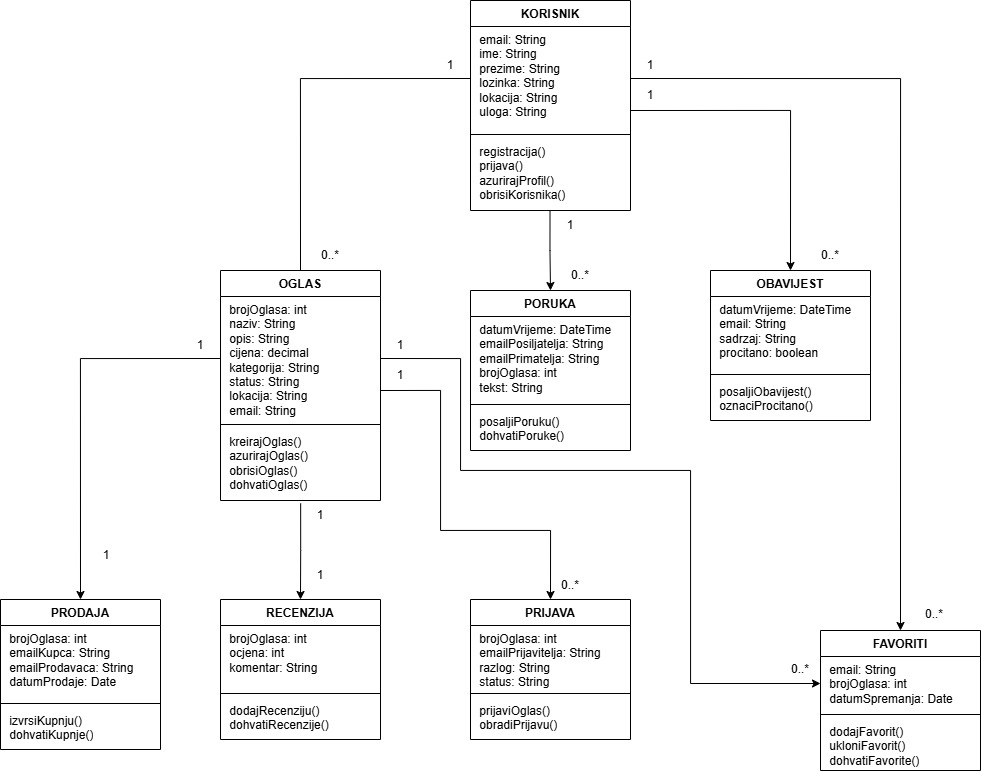 KORISNIK
email: String
ime: String
prezime: String
lozinka: String
lokacija: String
uloga: String
registracija()
prijava()
azurirajProfil()
obrisiKorisnika()
1
1
1
1
0..*
0..*
0..*
OGLAS
brojOglasa: int
naziv: String
opis: String
cijena: decimal
kategorija: String
status: String
lokacija: String
email: String
kreirajOglas()
azurirajOglas()
obrisiOglas()
dohvatiOglas()
PORUKA
datumVrijeme: DateTime
emailPosiljatelja: String
emailPrimatelja: String
brojOglasa: int
tekst: String
posaljiPoruku()
dohvatiPoruke()
OBAVIJEST
datumVrijeme: DateTime
email: String
sadrzaj: String
procitano: boolean
posaljiObavijest()
oznaciProcitano()
1
1
1
1
1
1
0..*
0..*
0..*
PRODAJA
brojOglasa: int
emailKupca: String
emailProdavaca: String
datumProdaje: Date
izvrsiKupnju()
dohvatiKupnje()
RECENZIJA
brojOglasa: int
ocjena: int
komentar: String
dodajRecenziju()
dohvatiRecenzije()
PRIJAVA
brojOglasa: int
emailPrijavitelja: String
razlog: String
status: String
prijaviOglas()
obradiPrijavu()
FAVORITI
email: String
brojOglasa: int
datumSpremanja: Date
dodajFavorit()
ukloniFavorit()
dohvatiFavorite()